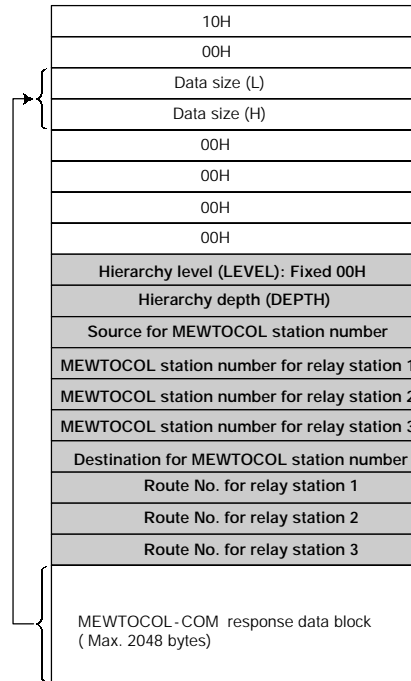 10H
00H
Data size (L)
Data size (H)
00H
00H
00H
00H
Hierarchy level (LEVEL): Fixed 00H
Hierarchy depth (DEPTH)
Source for MEWTOCOL station number
MEWTOCOL station number for relay station 1
MEWTOCOL station number for relay station 2
MEWTOCOL station number for relay station 3
Destination for MEWTOCOL station number
Route No. for relay station 1
Route No. for relay station 2
Route No. for relay station 3
MEWTOCOL-COM response data block
( Max. 2048 bytes)